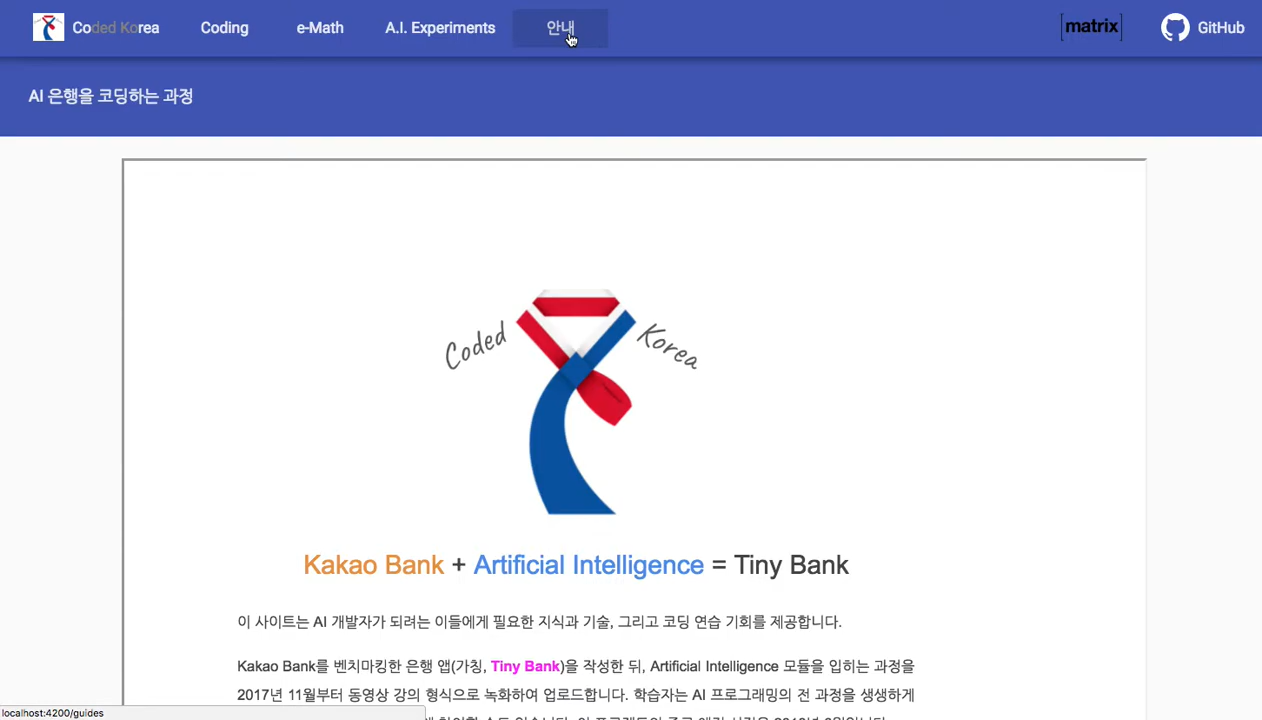 Coded Korea Coding e-Math A.I. Experiments 안내 matrix GitHub
AI 은행을 코딩하는 과정
Coded Korea
Kakao Bank + Artificial Intelligence = Tiny Bank
이 사이트는 AI 개발자가 되려는 이들에게 필요한 지식과 기술, 그리고 코딩 연습 기회를 제공합니다.
Kakao Bank를 벤치마킹한 은행 앱(가칭, Tiny Bank)을 작성한 뒤, Artificial Intelligence 모듈을 입히는 과정을
2017년 11월부터 동영상 강의 형식으로 녹화하여 업로드합니다. 학습자는 AI 프로그래밍의 전 과정을 생생하게
localhost:4200/guides